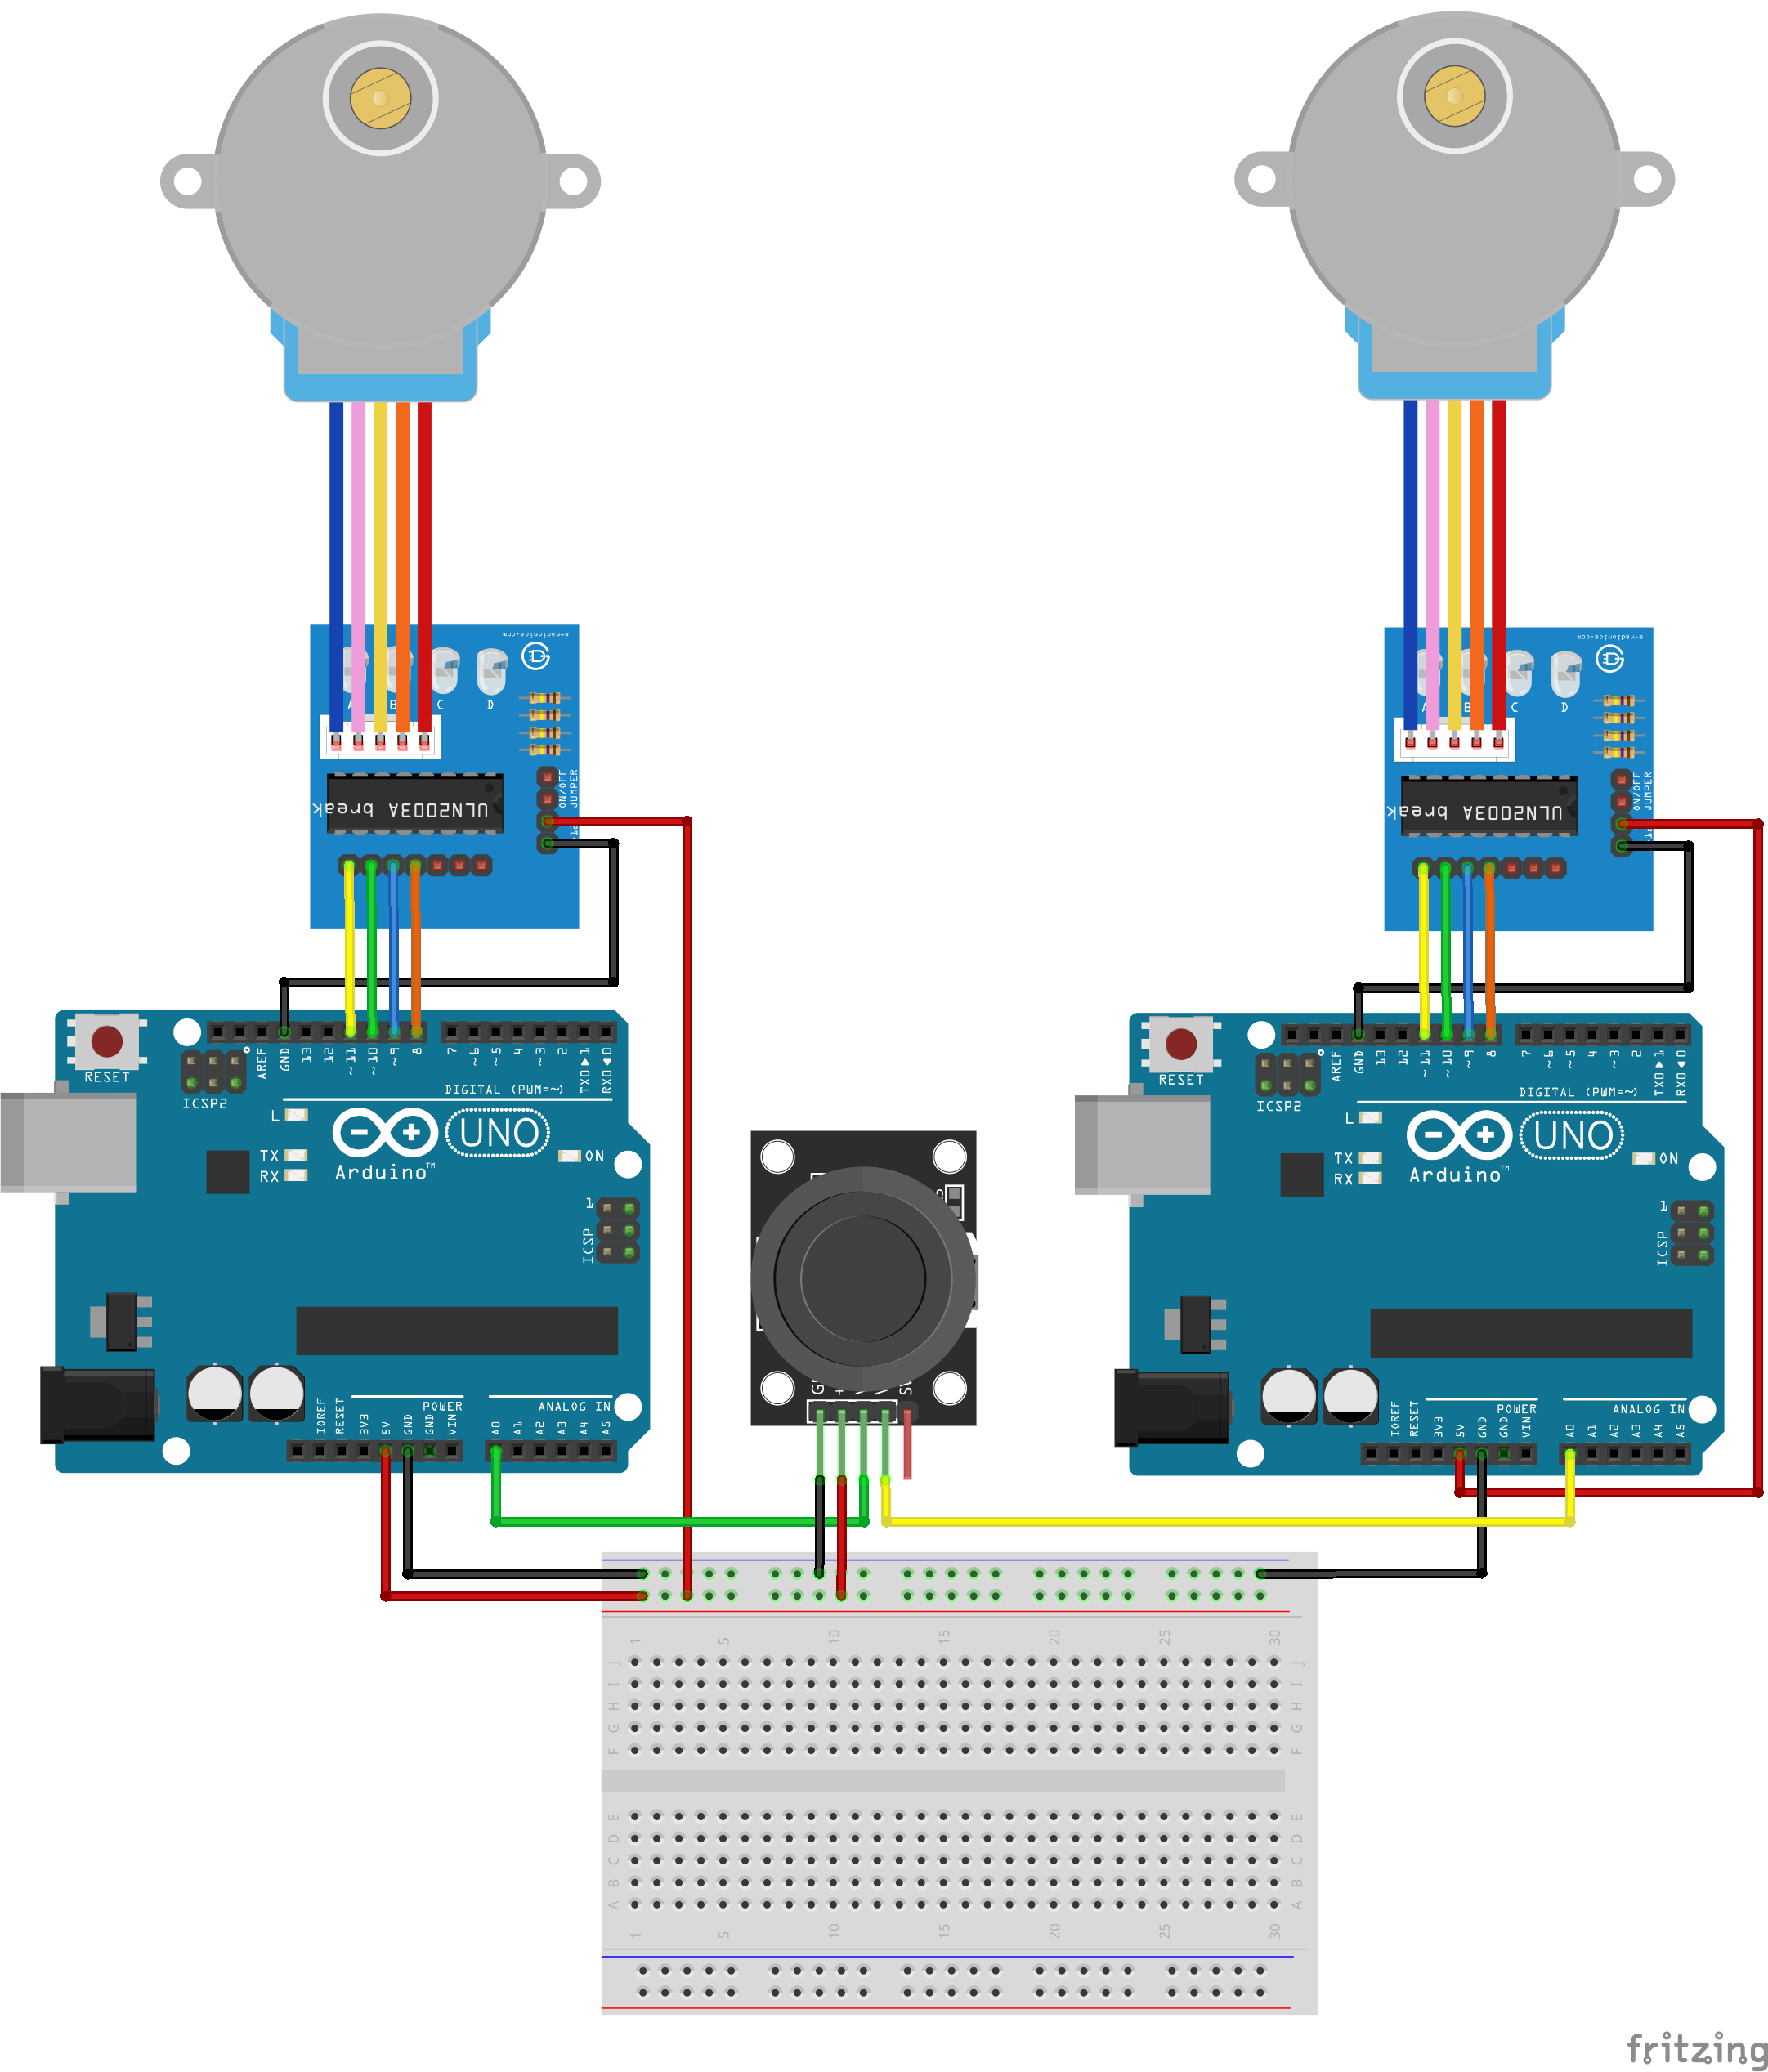 e-radionica.com
A B C D
ON/OFF
JUMPER
ULN2003A break
e-radionica.com
A B C D
ON/OFF
JUMPER
ULN2003A break
RESET
ICSP2
AREF GND 13 12 ~11 ~10 ~9 8 7 ~6 ~5 4 ~3 2 TX0▶1 RX0◀0
DIGITAL (PWM=~)
L
TX
RX
UNO
Arduino™
ON
1
ICSP
IOREF RESET 3V3 5V GND GND VIN
POWER
ANALOG IN
A0 A1 A2 A3 A4 A5
RESET
ICSP2
AREF GND 13 12 ~11 ~10 ~9 8 7 ~6 ~5 4 ~3 2 TX0▶1 RX0◀0
DIGITAL (PWM=~)
L
TX
RX
UNO
Arduino™
ON
1
ICSP
IOREF RESET 3V3 5V GND GND VIN
POWER
ANALOG IN
A0 A1 A2 A3 A4 A5
1 5 10 15 20 25 30
J J
I I
H H
G G
F F
E E
D D
C C
B B
A A
1 5 10 15 20 25 30
fritzing